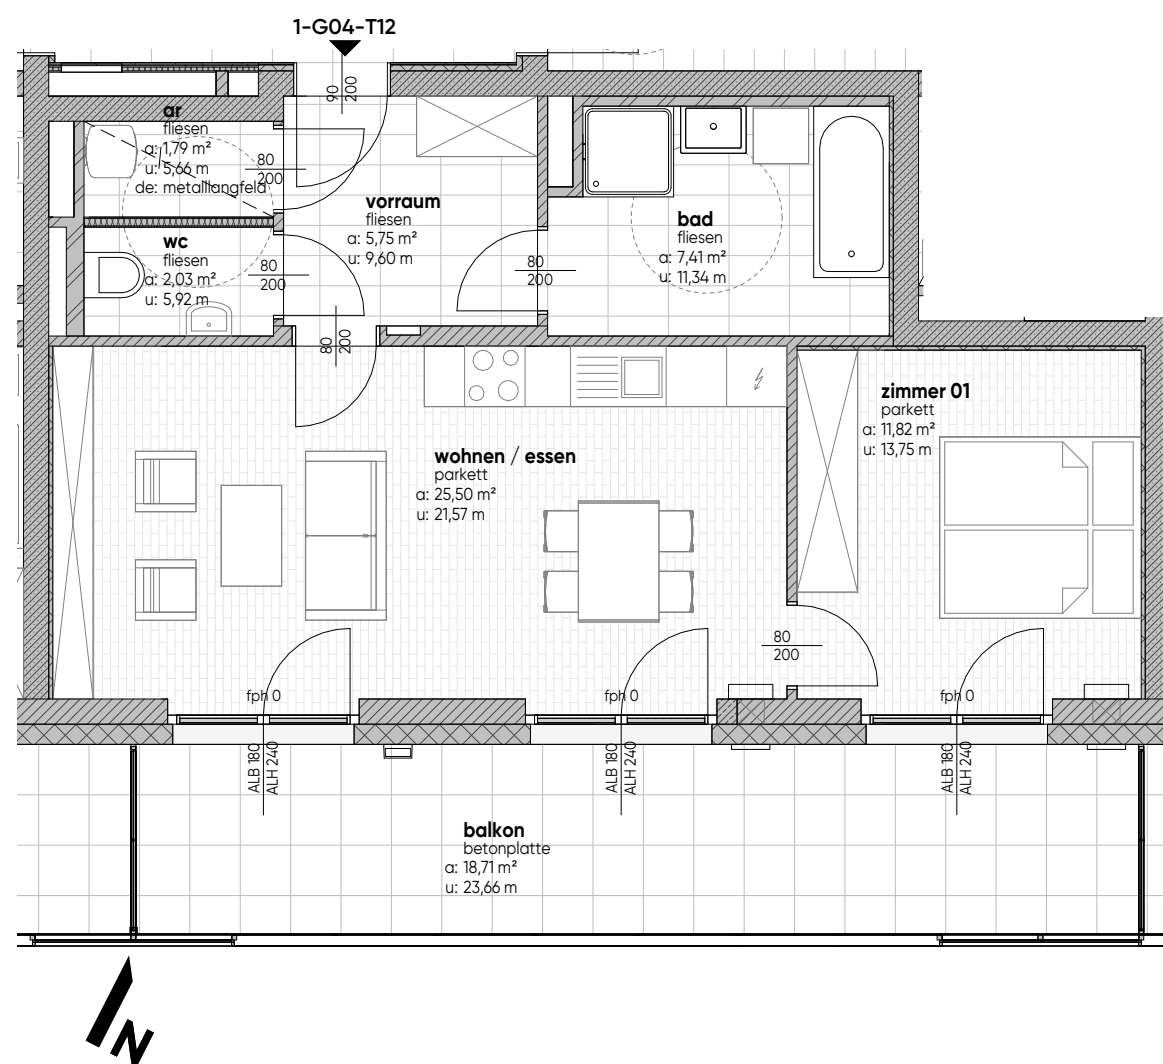 1-G04-T12
90
200
ar
fliesen
a: 1,79 m²
u: 5,66 m
de: metalllangfeld
80
200
vorraum
fliesen
a: 5,75 m²
u: 9,60 m
bad
fliesen
a: 7,41 m²
u: 11,34 m
wc
fliesen
a: 2,03 m²
u: 5,92 m
80
200
80
200
80
200
zimmer 01
parkett
a: 11,82 m²
u: 13,75 m
wohnen / essen
parkett
a: 25,50 m²
u: 21,57 m
80
200
fph 0
fph 0
fph 0
ALB 180
ALH 240
ALB 180
ALH 240
ALB 180
ALH 240
balkon
betonplatte
a: 18,71 m²
u: 23,66 m
N